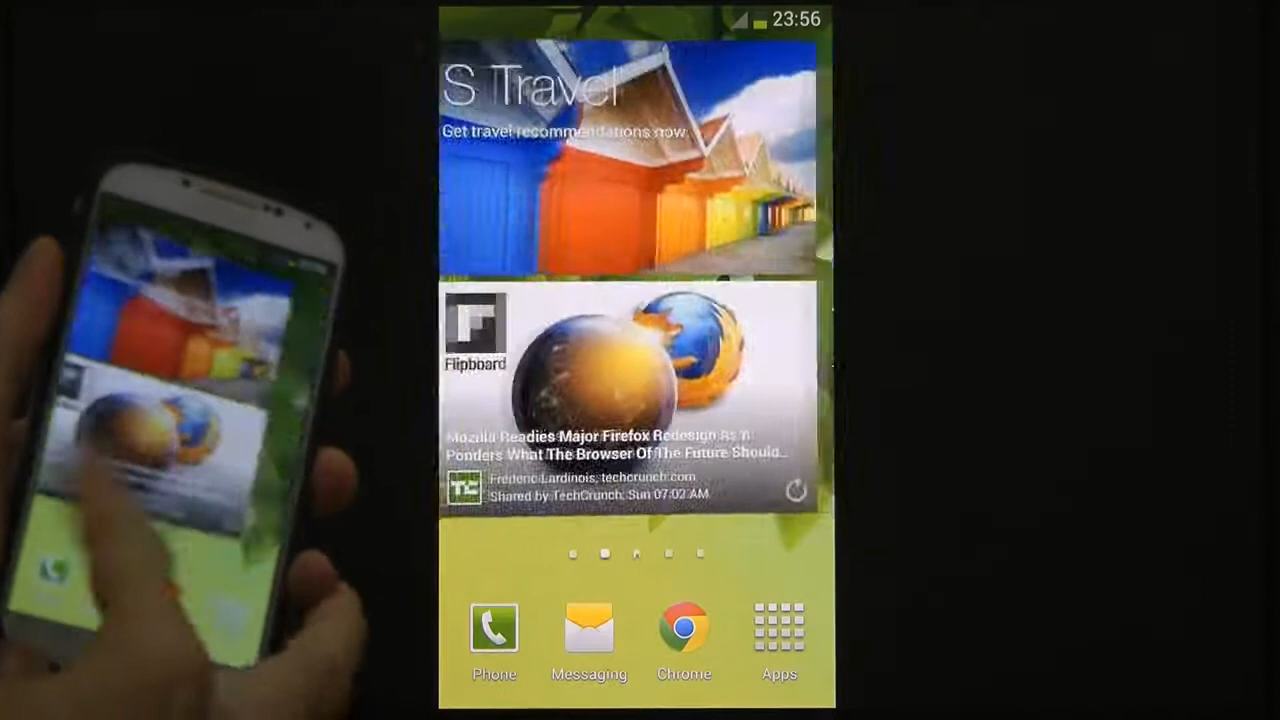 23:56
S Travel
Get travel recommendations now
Flipboard
Mozilla Readies Major Firefox Redesign As It
Ponders What The Browser Of The Future Should...
TC
Frederic Lardinois, techcrunch.com
Shared by TechCrunch, Sun 07:02 AM
Phone
Messaging
Chrome
Apps